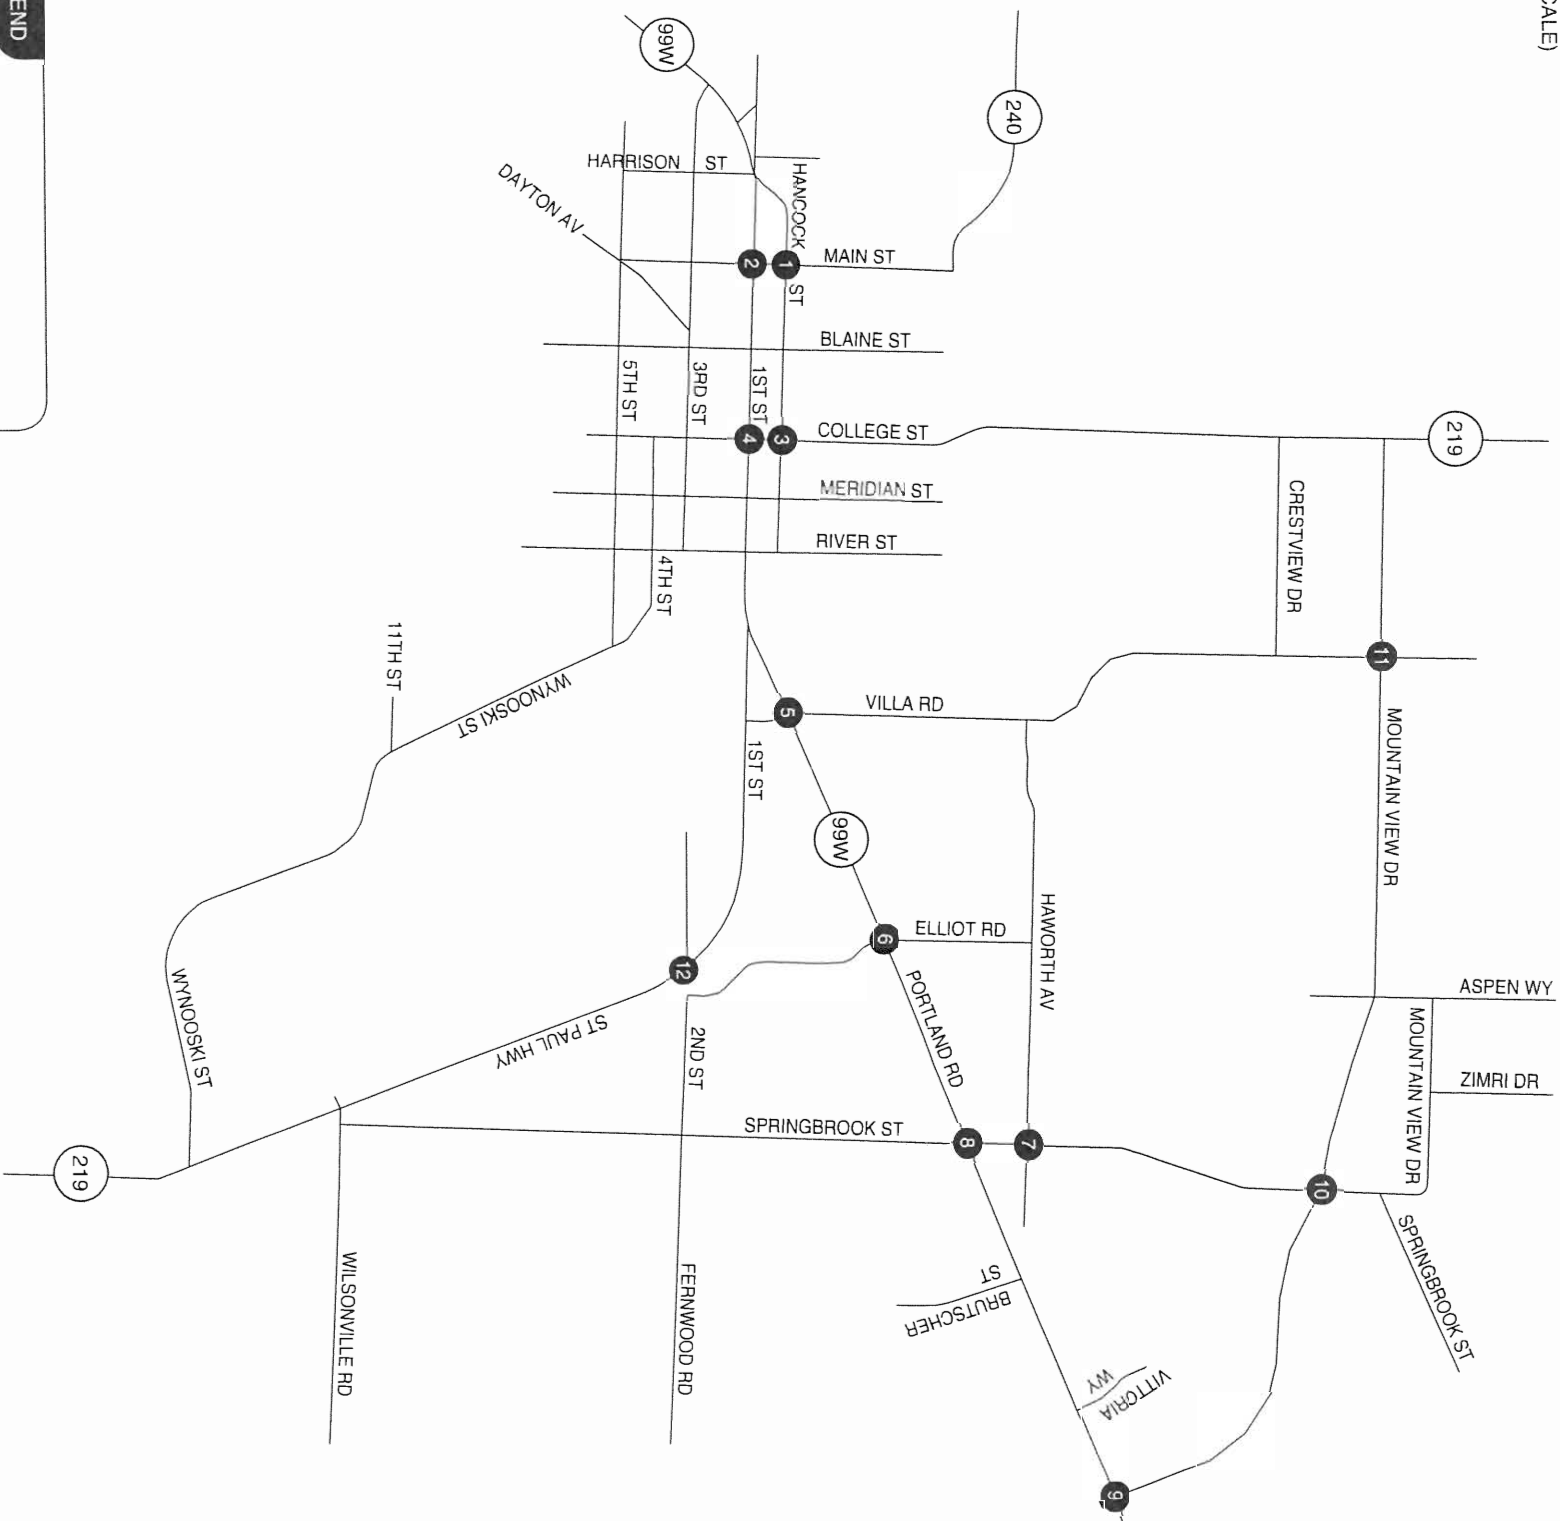 CALE)
END
99W
240
HARRISON ST
HANCOCK ST
DAYTON AV
MAIN ST
2
1
BLAINE ST
5TH ST
3RD ST
1ST ST
4
3
COLLEGE ST
219
MERIDIAN ST
RIVER ST
CRESTVIEW DR
4TH ST
11TH ST
WYNOOSKI ST
11
5
VILLA RD
MOUNTAIN VIEW DR
1ST ST
99W
HAWORTH AV
6
ELLIOT RD
12
PORTLAND RD
ASPEN WY
MOUNTAIN VIEW DR
ZIMRI DR
WYNOOSKI ST
ST PAUL HWY
2ND ST
SPRINGBROOK ST
8
7
10
219
SPRINGBROOK ST
WILSONVILLE RD
FERNWOOD RD
BRUTSCHER
ST
VITTORIA
WY
9